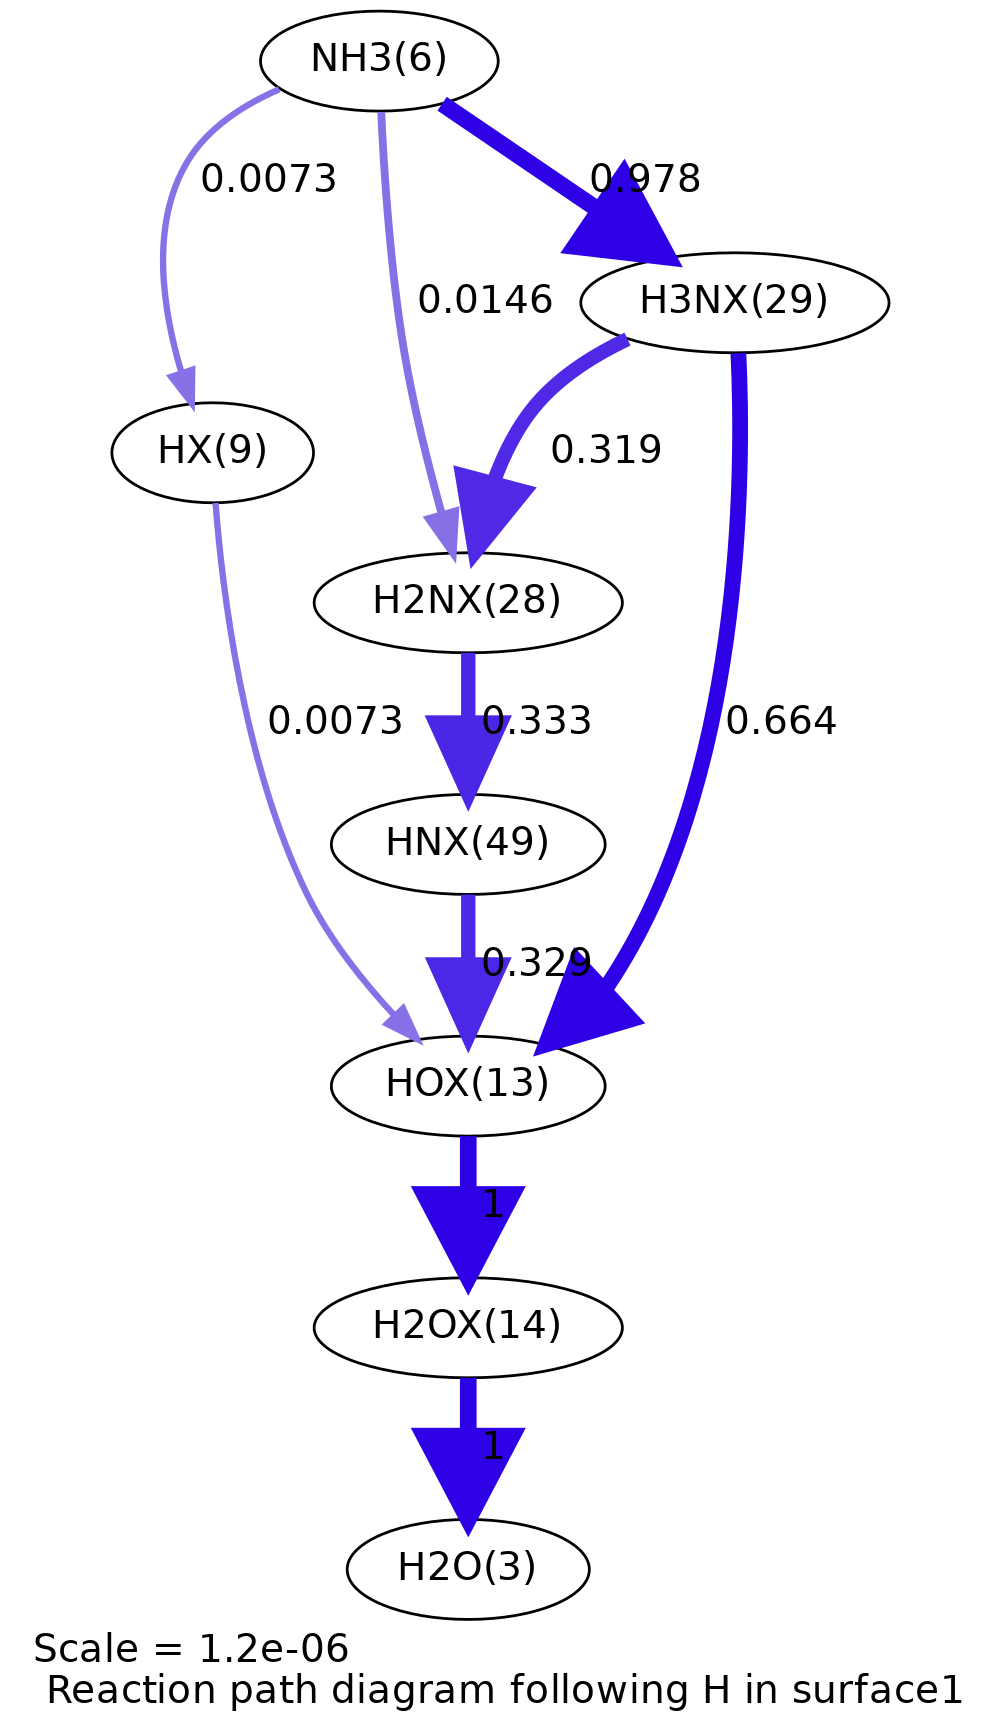 NH3(6)
0.0073
0.978
0.0146
H3NX(29)
HX(9)
0.319
H2NX(28)
0.0073
0.333
0.664
HNX(49)
0.329
HOX(13)
1
H2OX(14)
1
H2O(3)
Scale = 1.2e-06
Reaction path diagram following H in surface1